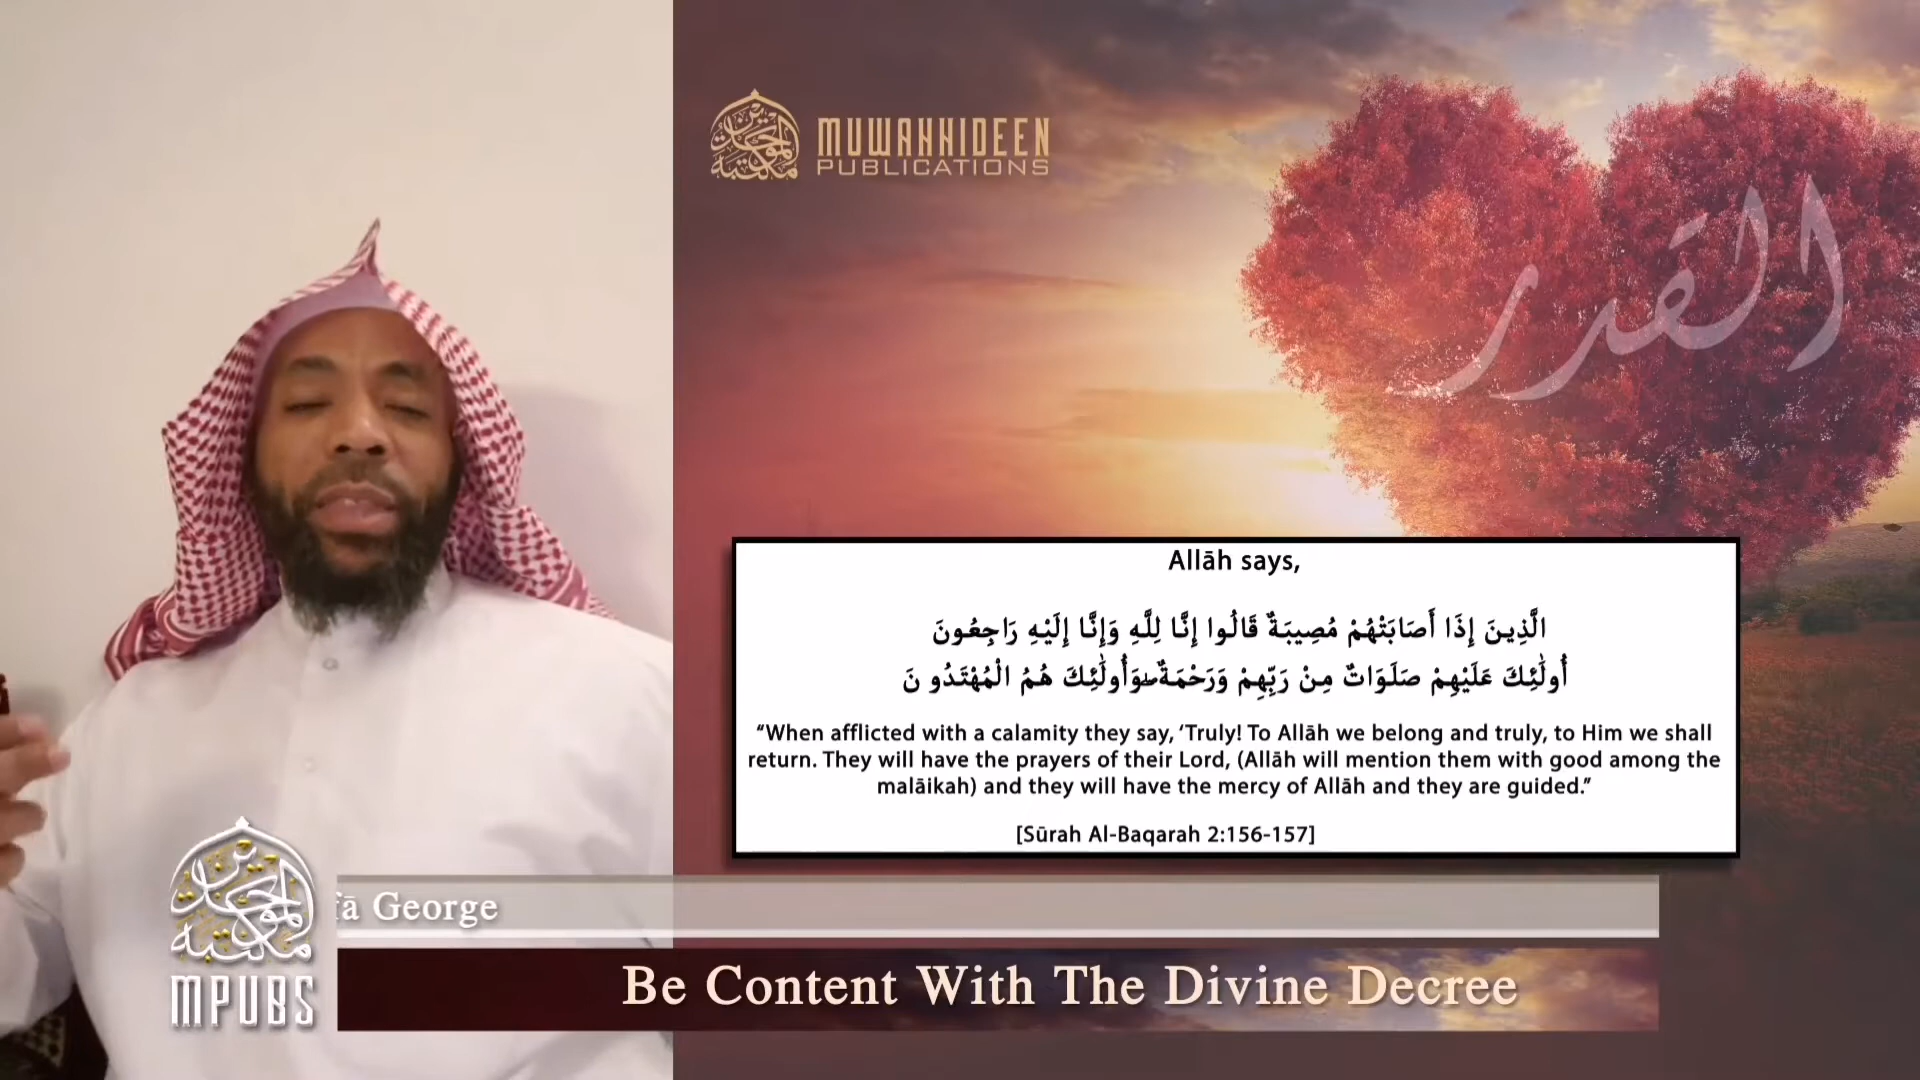 MUWAHHIDEEN
PUBLICATIONS
القدر
Allāh says,
الَّذِينَ إِذَا أَصَابَتْهُمْ مُصِيبَةٌ قَالُوا إِنَّا لِلَّهِ وَإِنَّا إِلَيْهِ رَاجِعُونَ
أُولَٰئِكَ عَلَيْهِمْ صَلَوَاتٌ مِنْ رَبِّهِمْ وَرَحْمَةٌ ۖوَأُولَٰئِكَ هُمُ الْمُهْتَدُو نَ
“When afflicted with a calamity they say, ‘Truly! To Allāh we belong and truly, to Him we shall
return. They will have the prayers of their Lord, (Allāh will mention them with good among the
malāikah) and they will have the mercy of Allāh and they are guided.”
[Sūrah Al-Baqarah 2:156-157]
fā George
Be Content With The Divine Decree
MPUBS